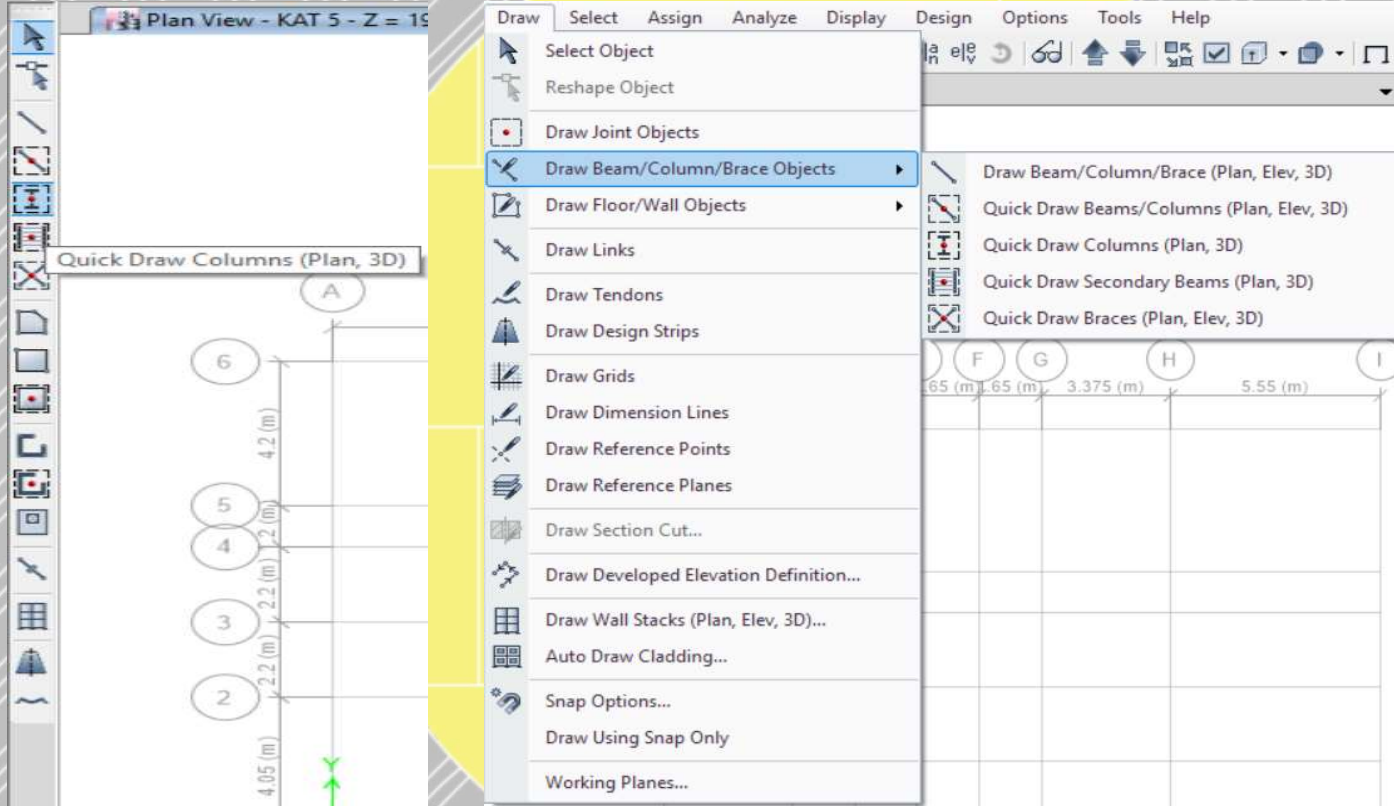 Plan View - KAT 5 - Z = 19
Quick Draw Columns (Plan, 3D)
A
6
4.2 (m)
5
4
2.2 (m)
3
2.2 (m)
2
4.05 (m)
Y
Draw Select Assign Analyze Display Design Options Tools Help
Select Object
Reshape Object
Draw Joint Objects
Draw Beam/Column/Brace Objects
Draw Floor/Wall Objects
Draw Links
Draw Tendons
Draw Design Strips
Draw Grids
Draw Dimension Lines
Draw Reference Points
Draw Reference Planes
Draw Section Cut...
Draw Developed Elevation Definition...
Draw Wall Stacks (Plan, Elev, 3D)...
Auto Draw Cladding...
Snap Options...
Draw Using Snap Only
Working Planes...
Draw Beam/Column/Brace (Plan, Elev, 3D)
Quick Draw Beams/Columns (Plan, Elev, 3D)
Quick Draw Columns (Plan, 3D)
Quick Draw Secondary Beams (Plan, 3D)
Quick Draw Braces (Plan, Elev, 3D)
F G H I
.65 (m) .65 (m) 3.375 (m) 5.55 (m)